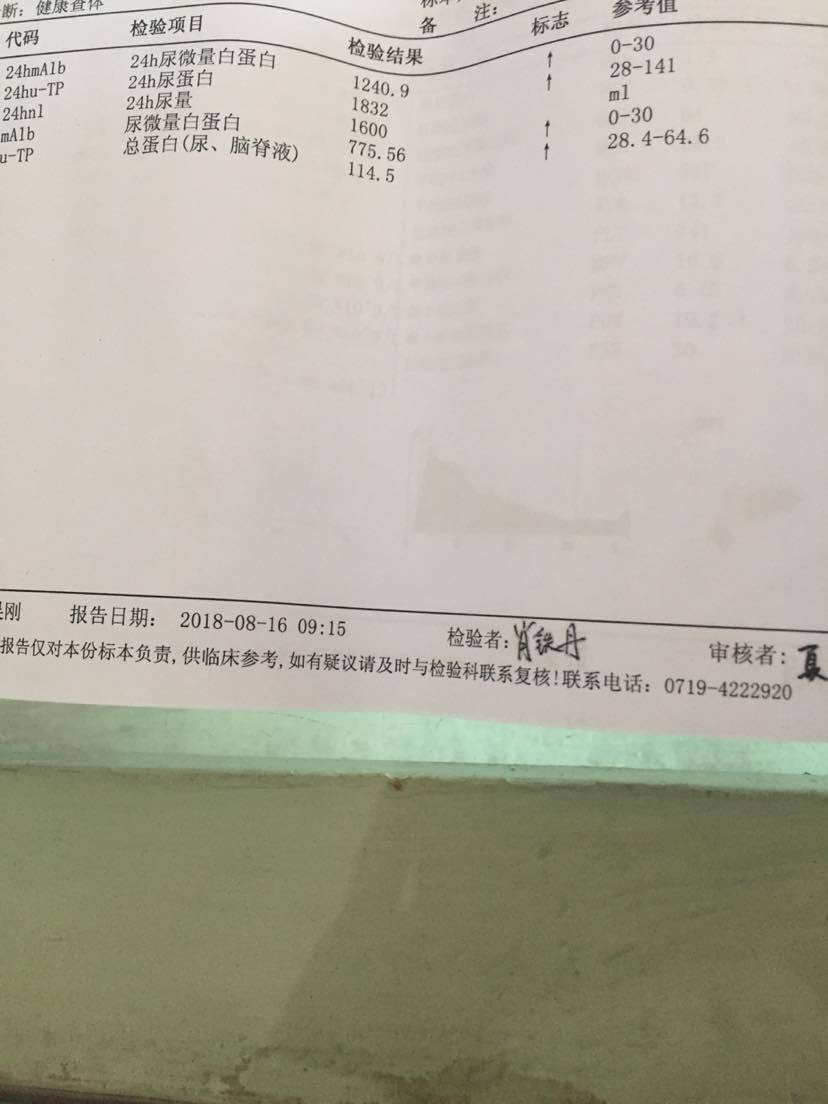 断: 健康查体
备 注:
代码 检验项目 检验结果 标志 参考值
24hmAlb 24h尿微量白蛋白 1240.9 ↑ 0-30
24hu-TP 24h尿蛋白 1832 ↑ 28-141
24hnl 24h尿量 1600 ml
mAlb 尿微量白蛋白 775.56 ↑ 0-30
u-TP 总蛋白(尿、脑脊液) 114.5 ↑ 28.4-64.6
刚 报告日期: 2018-08-16 09:15 检验者: 肖铁丹 审核者: 夏
报告仅对本份标本负责,供临床参考,如有疑议请及时与检验科联系复核!联系电话: 0719-4222920